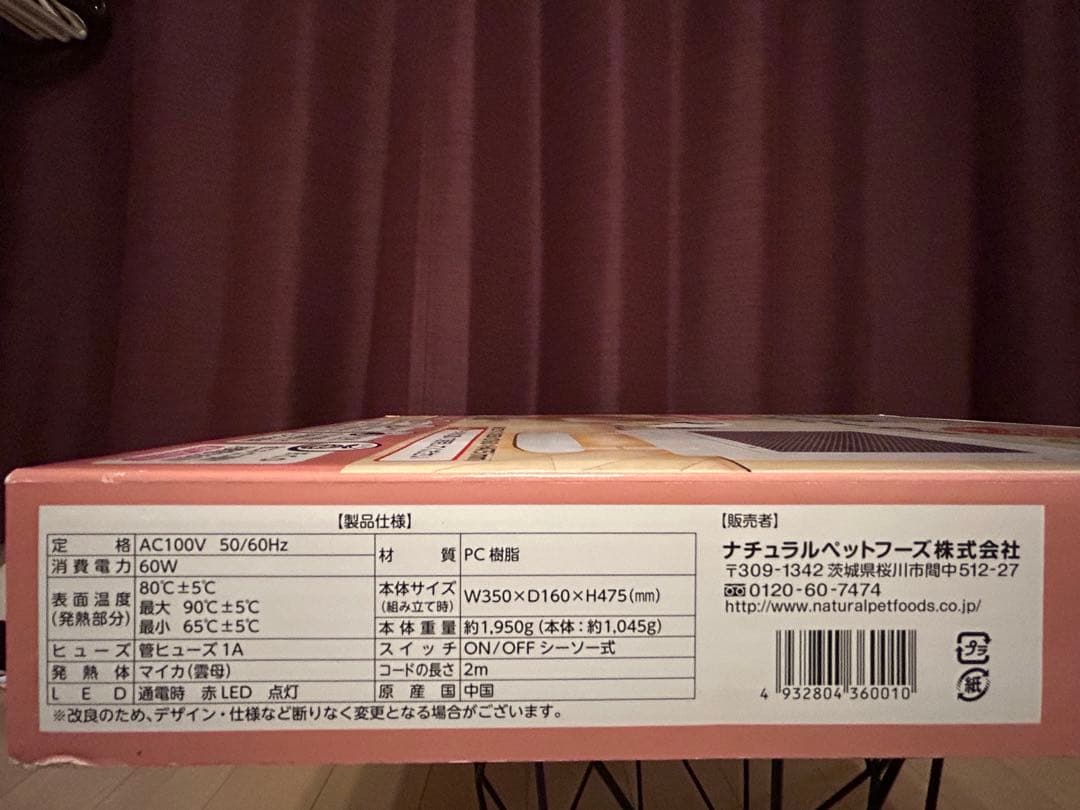 【製品仕様】
定格 AC100V 50/60Hz
消費電力 60W
表面温度(発熱部分) 80℃±5℃
最大 90℃±5℃
最小 65℃±5℃
ヒューズ 管ヒューズ1A
発熱体 マイカ(雲母)
LED 通電時 赤LED 点灯
材質 PC樹脂
本体サイズ(組み立て時) W350×D160×H475(mm)
本体重量 約1,950g(本体:約1,045g)
スイッチ ON/OFF シーソー式
コードの長さ 2m
原産国 中国
※改良のため、デザイン・仕様など断りなく変更となる場合がございます。
【販売者】
ナチュラルペットフーズ株式会社
〒309-1342 茨城県桜川市間中512-27
0120-60-7474
http://www.naturalpetfoods.co.jp/
4 932804 360010
プラ
紙